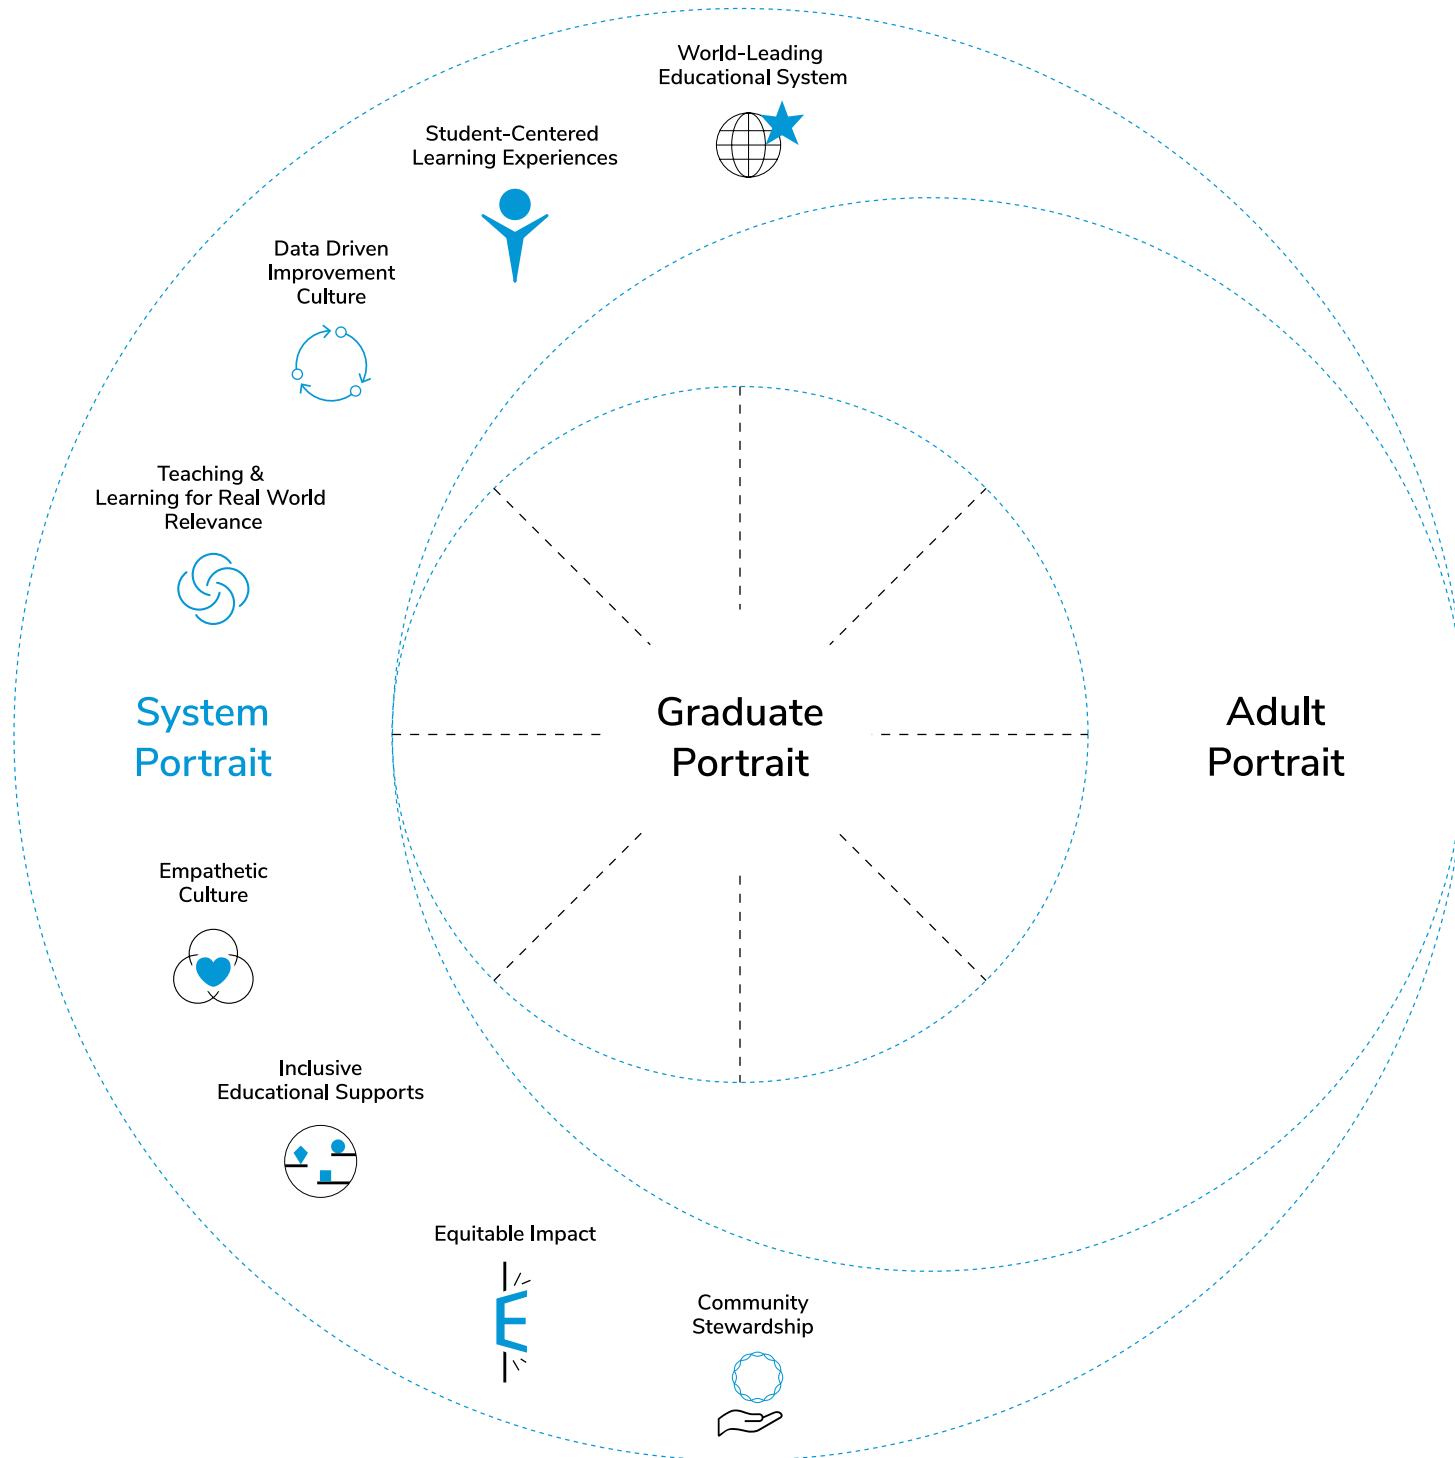 World-Leading
Educational System
Student-Centered
Learning Experiences
Data Driven
Improvement
Culture
Teaching &
Learning for Real World
Relevance
System
Portrait
Graduate
Portrait
Adult
Portrait
Empathetic
Culture
Inclusive
Educational Supports
Equitable Impact
E
Community
Stewardship